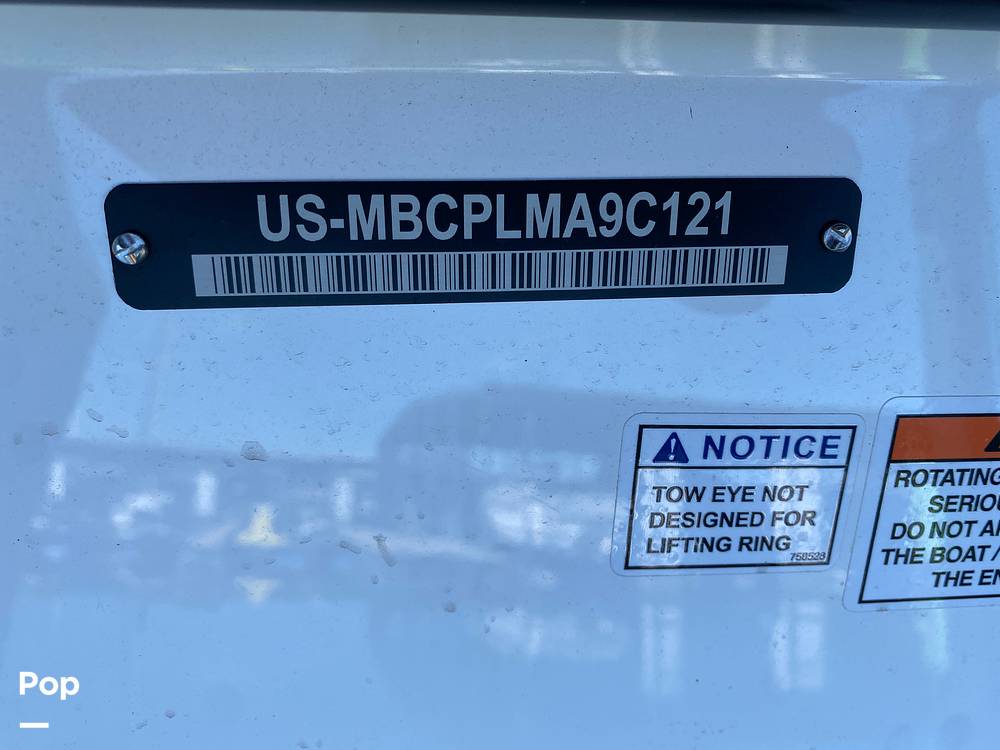 US-MBCPLMA9C121
NOTICE
TOW EYE NOT
DESIGNED FOR
LIFTING RING
758528
ROTATING
SERIOU
DO NOT A
THE BOAT
THE EN
Pop